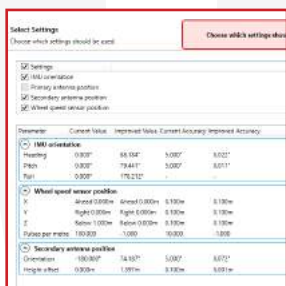 Select Settings
Choose which settings should be used
Choose which settings shou
Settings
IMU orientation
Primary antenna position
Secondary antenna position
Wheel speed sensor position
Parameter Current Value Improved Value Current Accuracy Improved Accuracy
IMU orientation
Heading 0.000° 5.000°
Pitch 0.000° 5.000°
Roll 0.000° - -
Wheel speed sensor position
X Ahead 0.000m Ahead 0.000m 0.100m 0.100m
Y Right 0.000m Right 0.000m 0.100m 0.100m
Z Below 0.000m 0.100m 0.100m
Pulses per metre -1.000 10.000 -1.000
Secondary antenna position
Orientation -180.000° 5.000°
Height offset 0.000m 0.100m